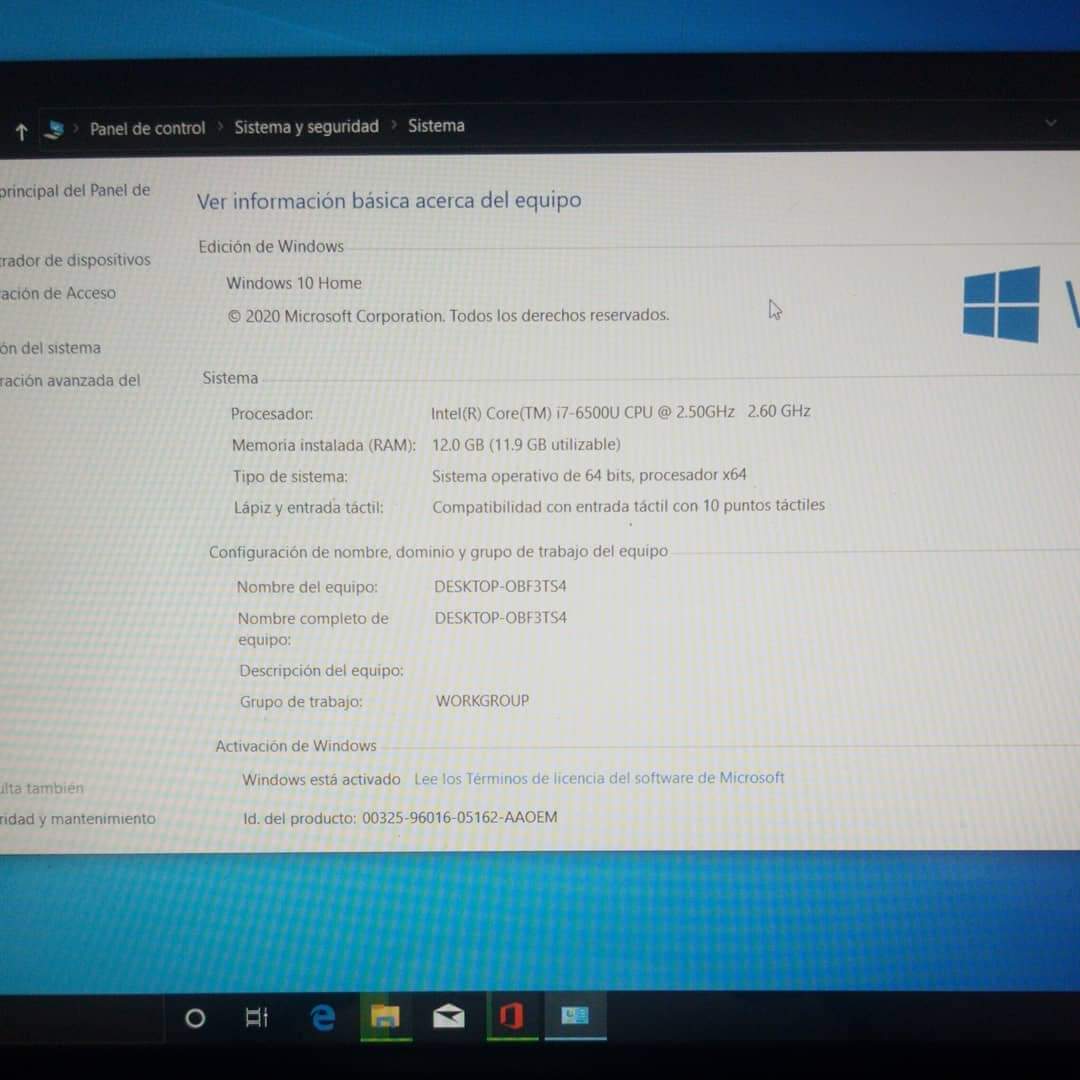 Panel de control > Sistema y seguridad > Sistema
principal del Panel de
Ver información básica acerca del equipo
Edición de Windows
trador de dispositivos
Windows 10 Home
ación de Acceso
© 2020 Microsoft Corporation. Todos los derechos reservados.
ón del sistema
ración avanzada del
Sistema
Procesador: Intel(R) Core(TM) i7-6500U CPU @ 2.50GHz 2.60 GHz
Memoria instalada (RAM): 12.0 GB (11.9 GB utilizable)
Tipo de sistema: Sistema operativo de 64 bits, procesador x64
Lápiz y entrada táctil: Compatibilidad con entrada táctil con 10 puntos táctiles
Configuración de nombre, dominio y grupo de trabajo del equipo
Nombre del equipo: DESKTOP-OBF3TS4
Nombre completo de DESKTOP-OBF3TS4
equipo:
Descripción del equipo:
Grupo de trabajo: WORKGROUP
Activación de Windows
Windows está activado Lee los Términos de licencia del software de Microsoft
ulta también
ridad y mantenimiento
Id. del producto: 00325-96016-05162-AAOEM